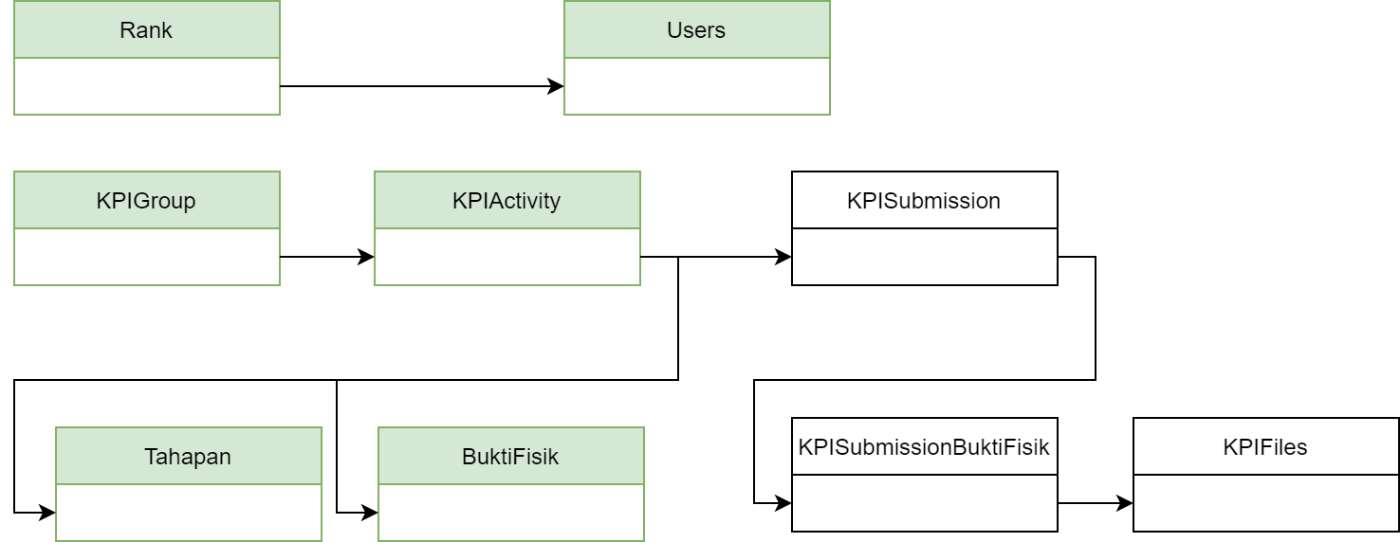 Rank
Users
KPIGroup
KPIActivity
KPISubmission
Tahapan
BuktiFisik
KPISubmissionBuktiFisik
KPIFiles